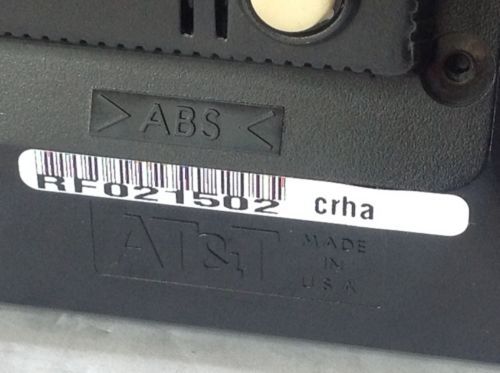 >ABS<
RF021502 crha
AT&T MADE
IN
U.S.A